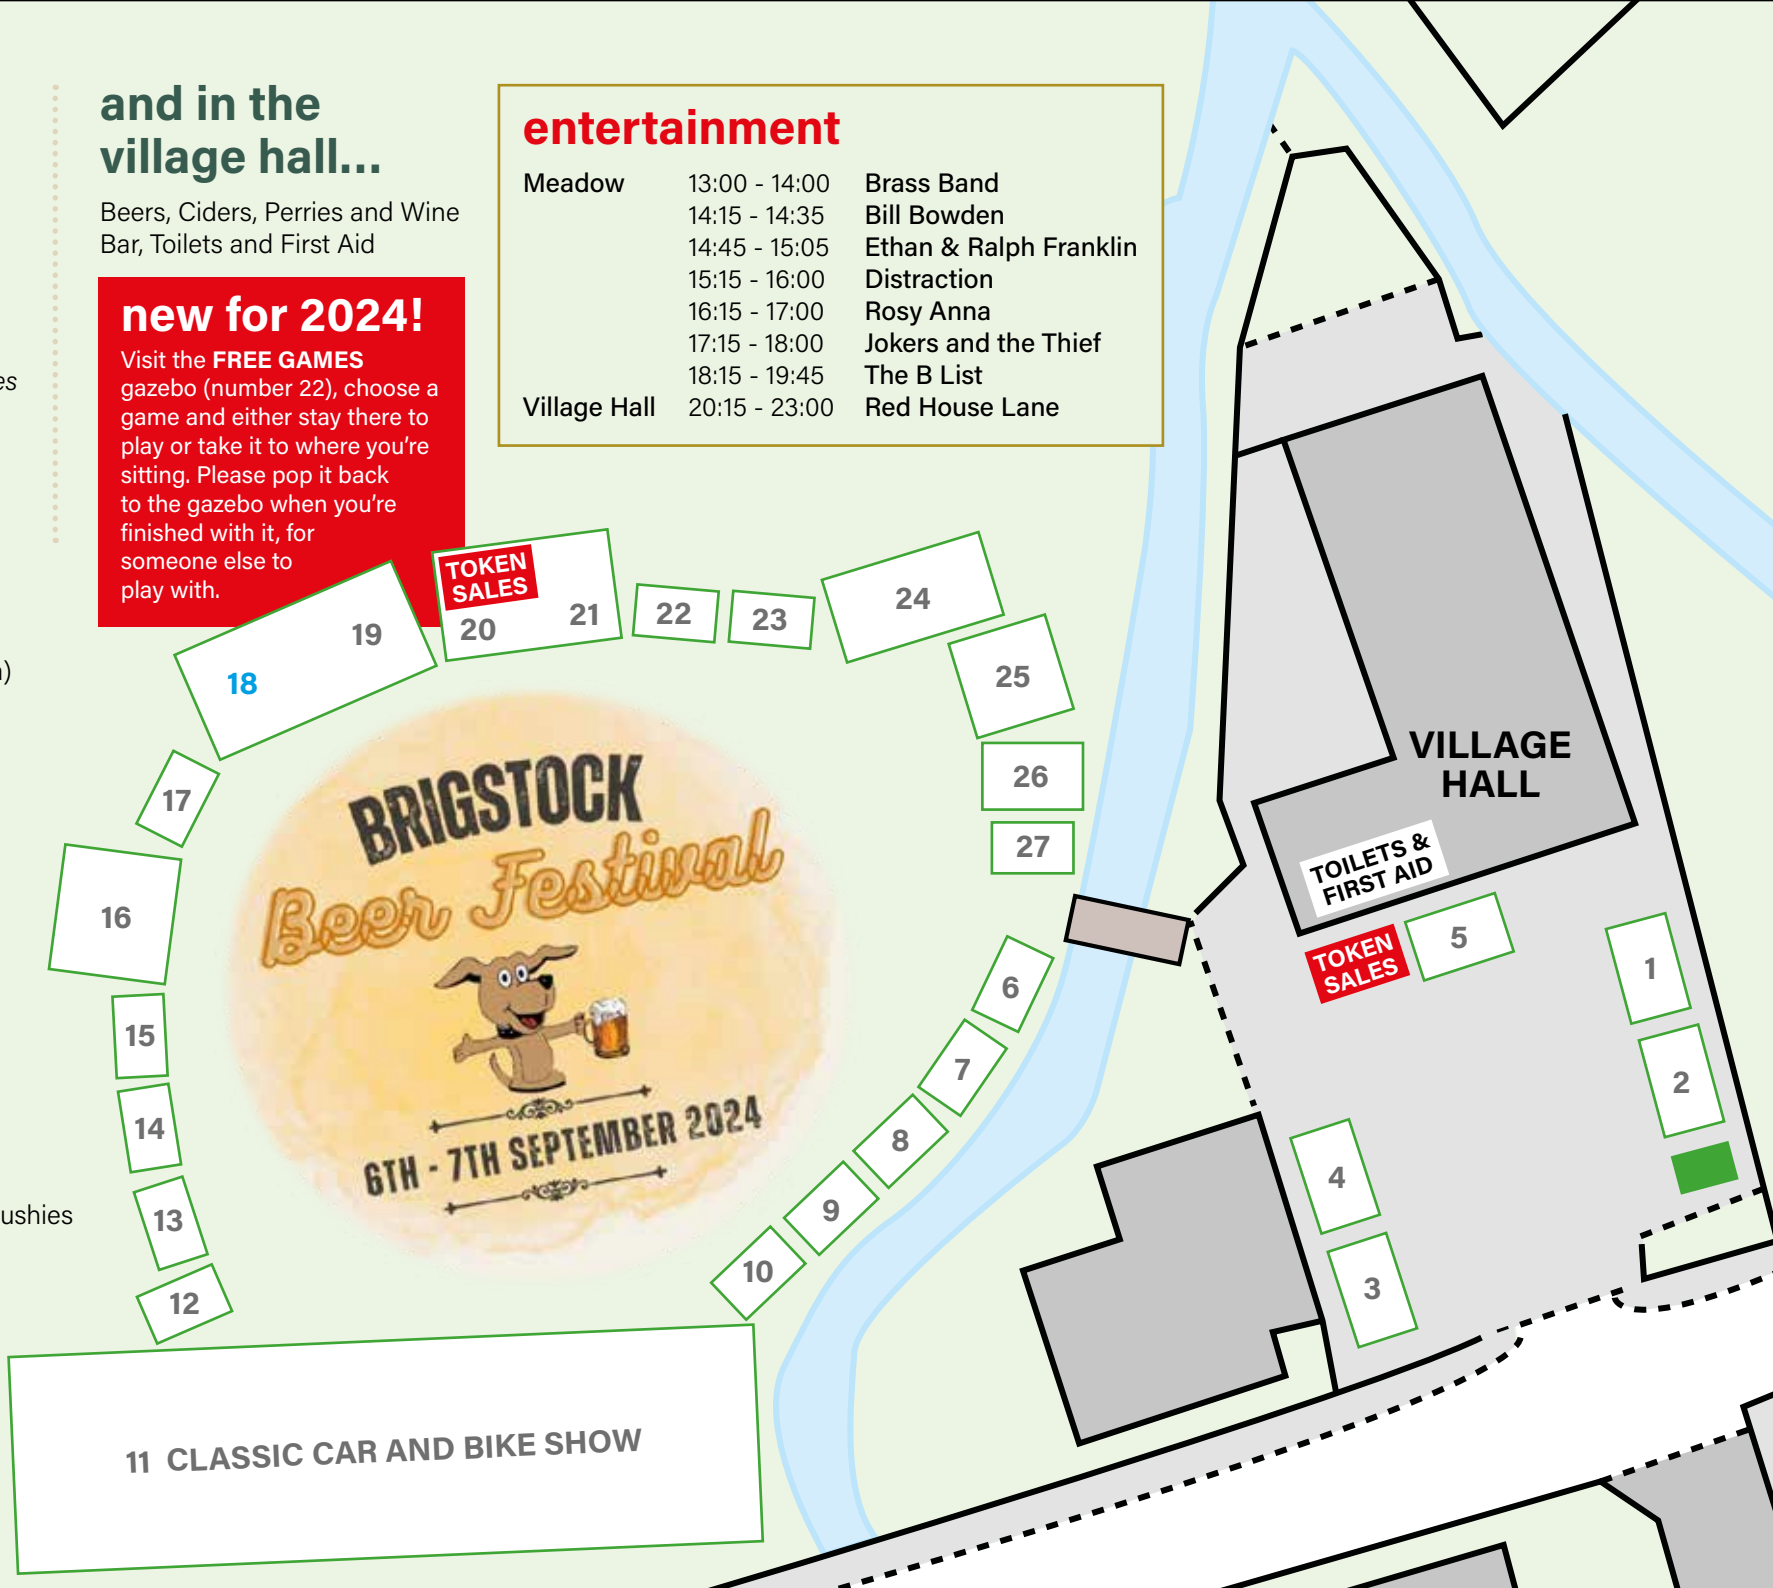 and in the
village hall...
Beers, Ciders, Perries and Wine
Bar, Toilets and First Aid
new for 2024!
Visit the FREE GAMES
gazebo (number 22), choose a
game and either stay there to
play or take it to where you're
sitting. Please pop it back
to the gazebo when you're
finished with it, for
someone else to
play with.
entertainment
Meadow 13:00 - 14:00 Brass Band
14:15 - 14:35 Bill Bowden
14:45 - 15:05 Ethan & Ralph Franklin
15:15 - 16:00 Distraction
16:15 - 17:00 Rosy Anna
17:15 - 18:00 Jokers and the Thief
18:15 - 19:45 The B List
Village Hall 20:15 - 23:00 Red House Lane
TOKEN
SALES
20
21
22
23
24
25
26
27
19
18
17
16
15
14
13
12
11 CLASSIC CAR AND BIKE SHOW
10
9
8
7
6
BRIGSTOCK
Beer Festival
6TH - 7TH SEPTEMBER 2024
VILLAGE
HALL
TOILETS &
FIRST AID
TOKEN
SALES
5
1
2
4
3